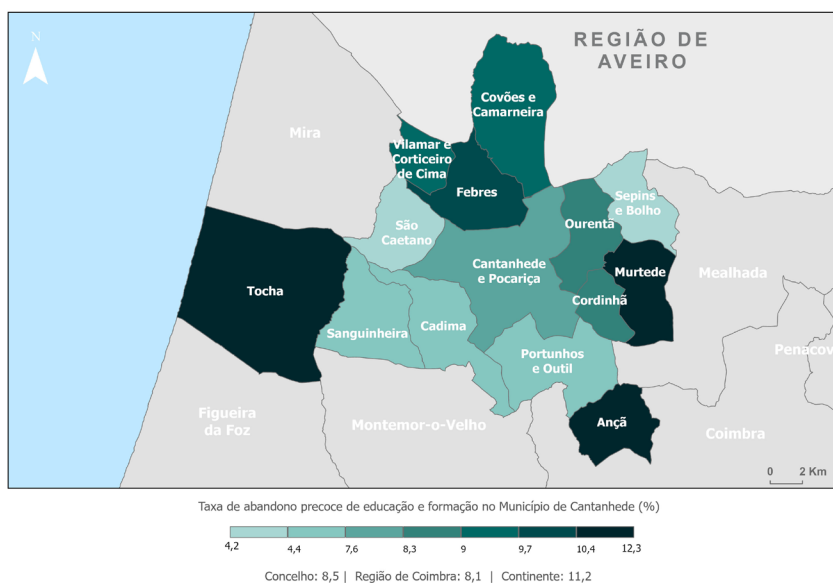 N
REGIÃO DE
AVEIRO
Covões e
Camarneira
Mira
Vilamar e
Corticeiro
de Cima
Febres
Sepins
e Bolho
São
Caetano
Ourentã
Cantanhede
e Pocariça
Murtede
Mealhada
Tocha
Cordinhã
Sanguinheira
Cadima
Portunhos
e Outil
Penacov
Figueira
da Foz
Montemor-o-Velho
Ançã
Coimbra
0 2 Km
Taxa de abandono precoce de educação e formação no Município de Cantanhede (%)
4,2 4,4 7,6 8,3 9 9,7 10,4 12,3
Concelho: 8,5 | Região de Coimbra: 8,1 | Continente: 11,2